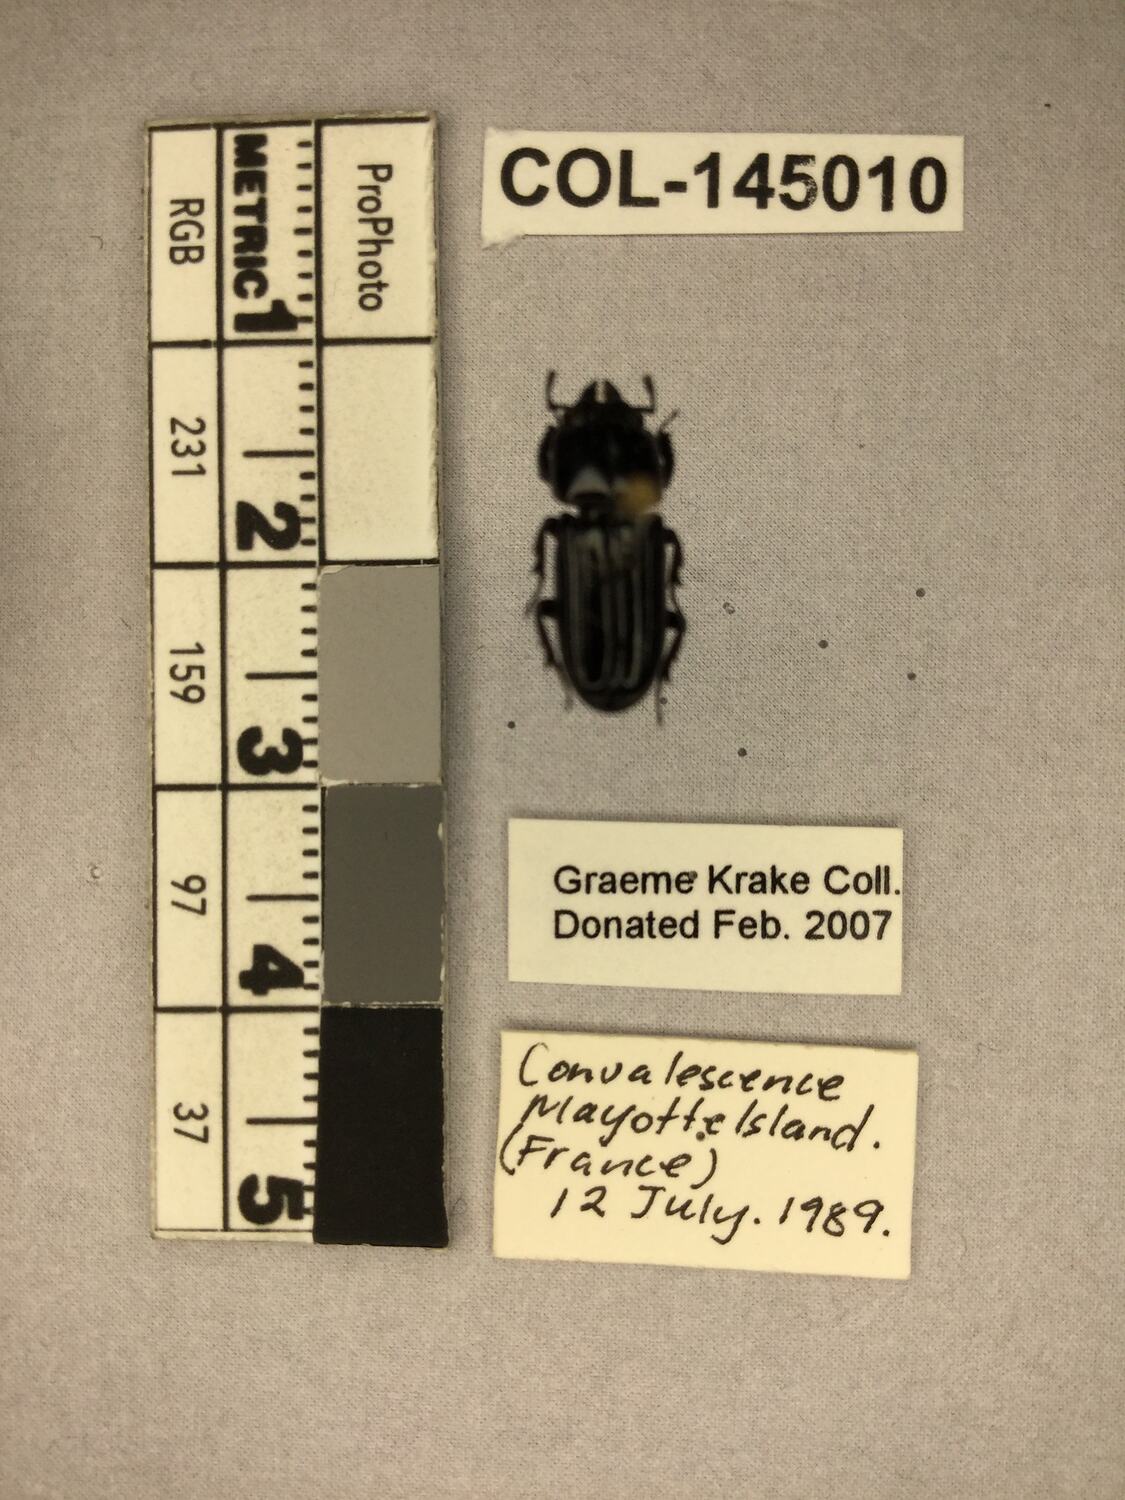 COL-145010
ProPhoto
METRIC 1
RGB
2
231
3
159
4
97
5
37
Graeme Krake Coll.
Donated Feb. 2007
Convalescence
Mayotte Island.
(France)
12 July. 1989.